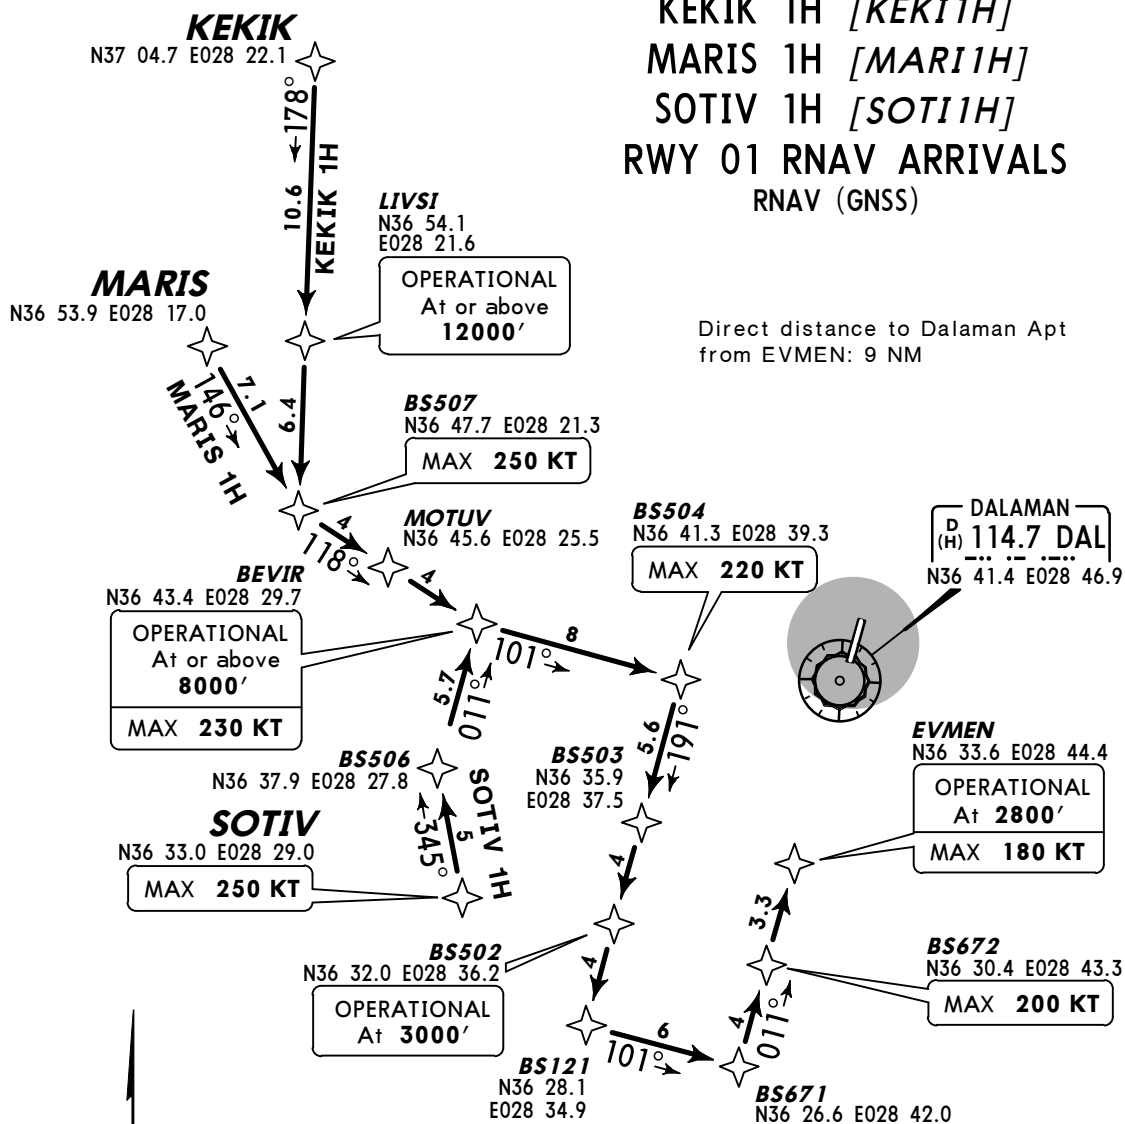 KEKIK 1H [KEKI1H]
MARIS 1H [MARI1H]
SOTIV 1H [SOTI1H]
RWY 01 RNAV ARRIVALS
RNAV (GNSS)
KEKIK
N37 04.7 E028 22.1
178°
10.6
KEKIK 1H
LIVSI
N36 54.1
E028 21.6
OPERATIONAL
At or above
12000'
MARIS
N36 53.9 E028 17.0
7.1
146°
MARIS 1H
6.4
Direct distance to Dalaman Apt
from EVMEN: 9 NM
BS507
N36 47.7 E028 21.3
MAX 250 KT
4
118°
MOTUV
N36 45.6 E028 25.5
4
BS504
N36 41.3 E028 39.3
MAX 220 KT
DALAMAN
D
(H) 114.7 DAL
N36 41.4 E028 46.9
BEVIR
N36 43.4 E028 29.7
OPERATIONAL
At or above
8000'
MAX 230 KT
8
101°
5.7
011°
5.6
191°
BS503
N36 35.9
E028 37.5
BS506
N36 37.9 E028 27.8
SOTIV 1H
5
345°
SOTIV
N36 33.0 E028 29.0
MAX 250 KT
EVMEN
N36 33.6 E028 44.4
OPERATIONAL
At 2800'
MAX 180 KT
4
3.3
BS502
N36 32.0 E028 36.2
OPERATIONAL
At 3000'
4
BS672
N36 30.4 E028 43.3
MAX 200 KT
4
011°
6
101°
BS121
N36 28.1
E028 34.9
BS671
N36 26.6 E028 42.0